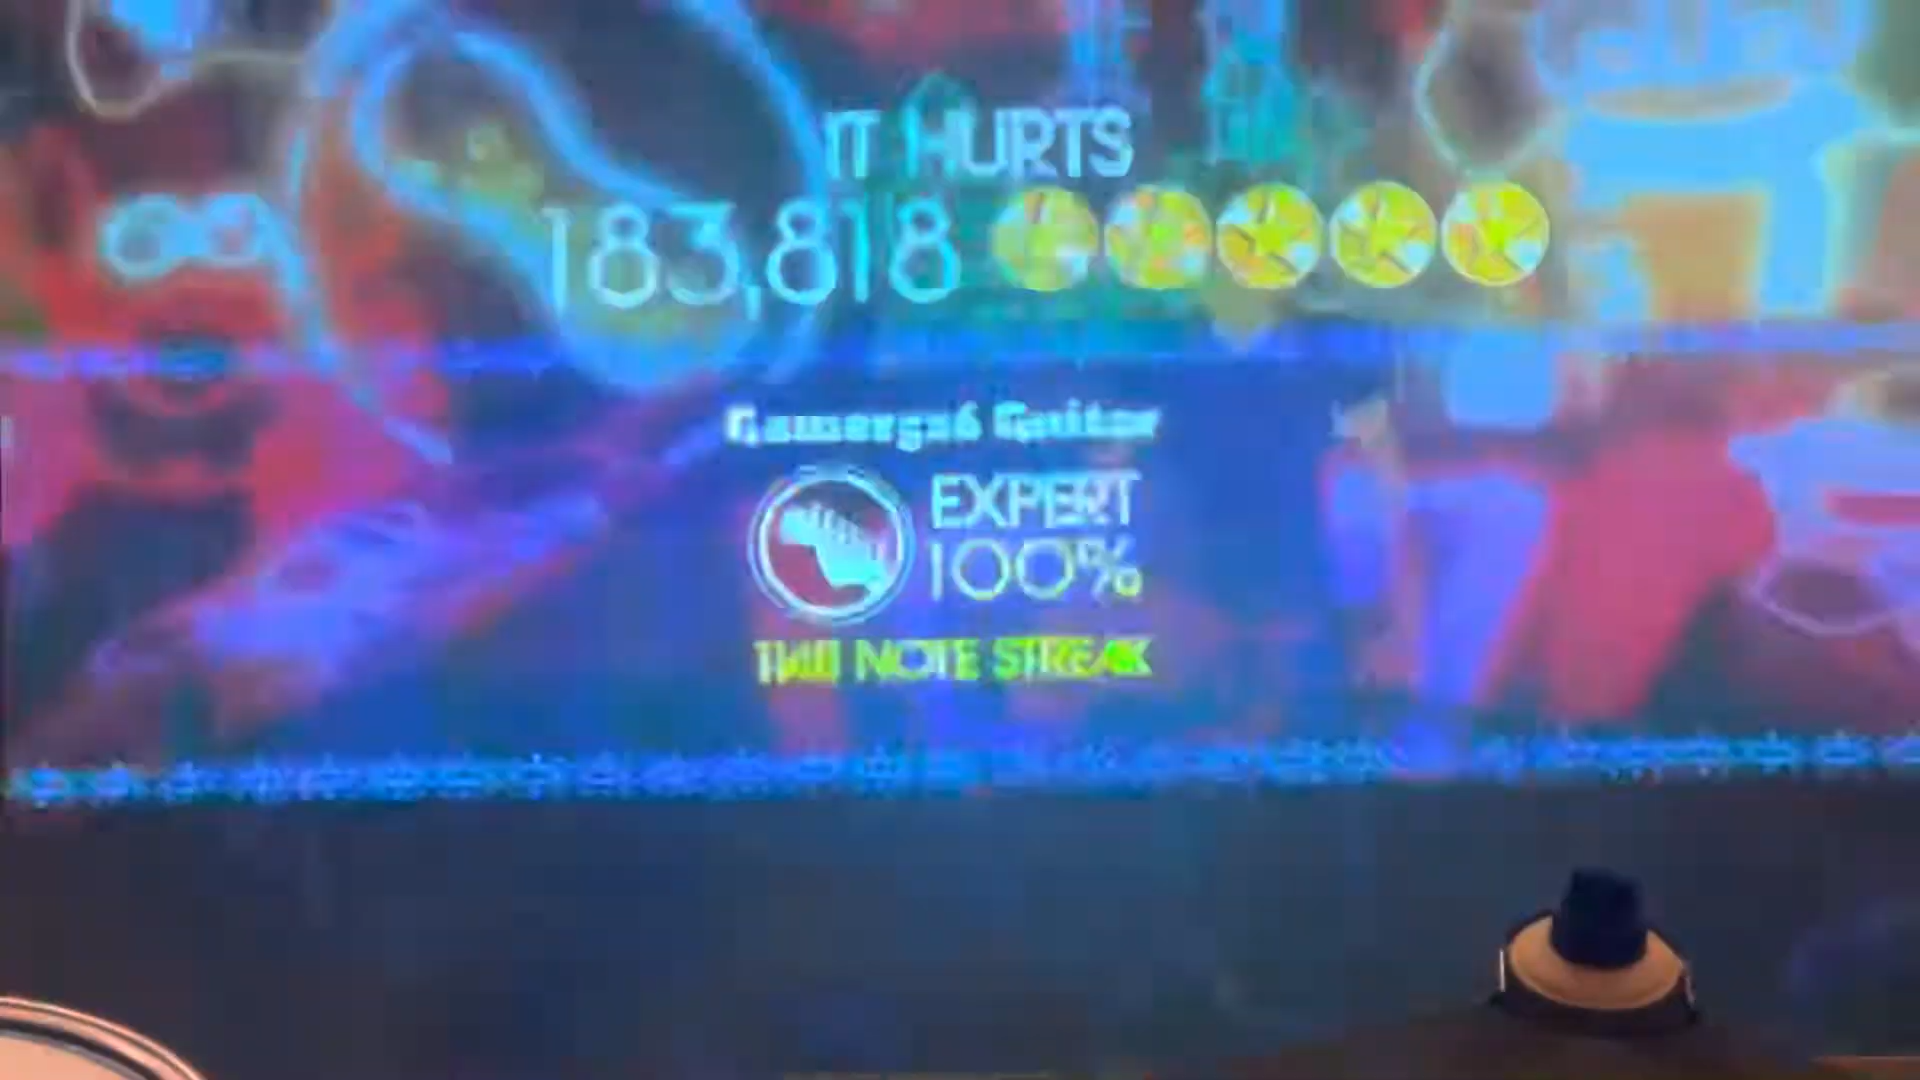 IT HURTS
183,818
EXPERT
100%
NOTE STREAK